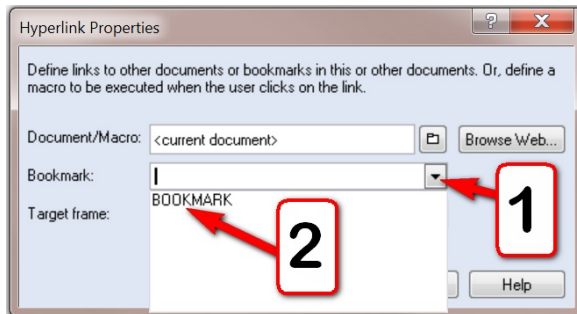 Hyperlink Properties
Define links to other documents or bookmarks in this or other documents. Or, define a
macro to be executed when the user clicks on the link.
Document/Macro: <current document> Browse Web...
Bookmark:
BOOKMARK
Target frame:
1
2
Help